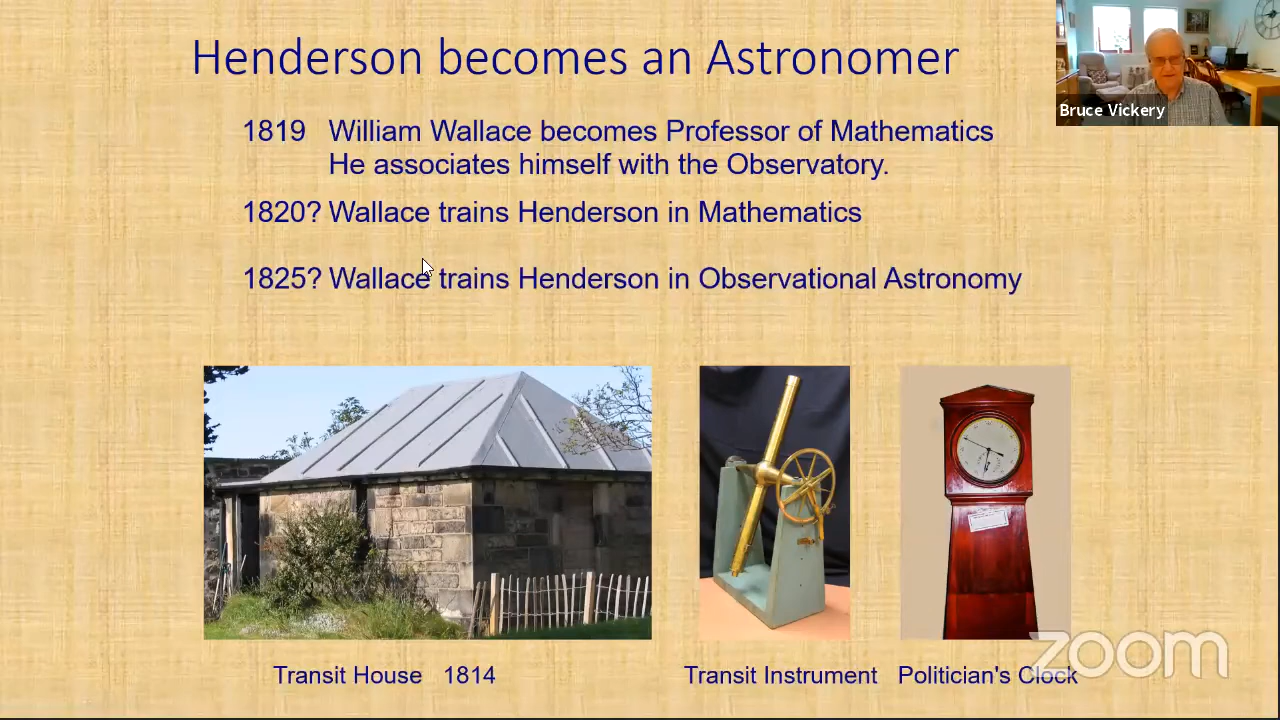 Henderson becomes an Astronomer
Bruce Vickery
1819 William Wallace becomes Professor of Mathematics
He associates himself with the Observatory.
1820? Wallace trains Henderson in Mathematics
1825? Wallace trains Henderson in Observational Astronomy
Transit House 1814
Transit Instrument
Politician's Clock
zoom